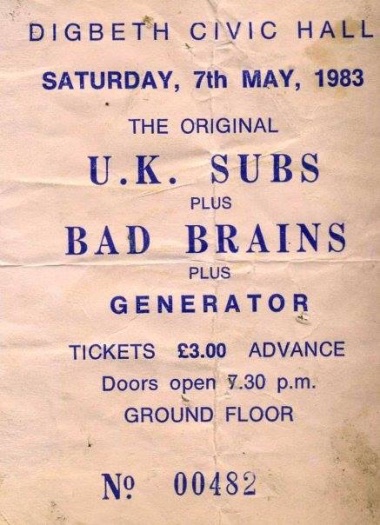 DIGBETH CIVIC HALL
SATURDAY, 7th MAY, 1983
THE ORIGINAL
U.K. SUBS
PLUS
BAD BRAINS
PLUS
GENERATOR
TICKETS £3.00 ADVANCE
Doors open 7.30 p.m.
GROUND FLOOR
Nº 00482